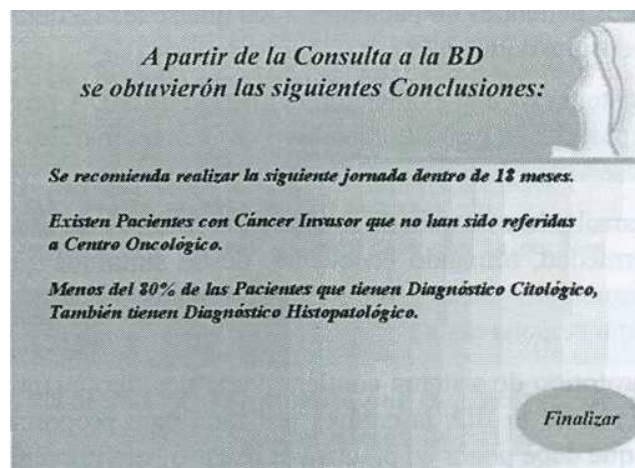 A partir de la Consulta a la BD
se obtuvierón las siguientes Conclusiones:
Se recomienda realizar la siguiente jornada dentro de 18 meses.
Existen Pacientes con Cáncer Invasor que no han sido referidas
a Centro Oncológico.
Menos del 80% de las Pacientes que tienen Diagnóstico Citológico,
También tienen Diagnóstico Histopatológico.
Finalizar